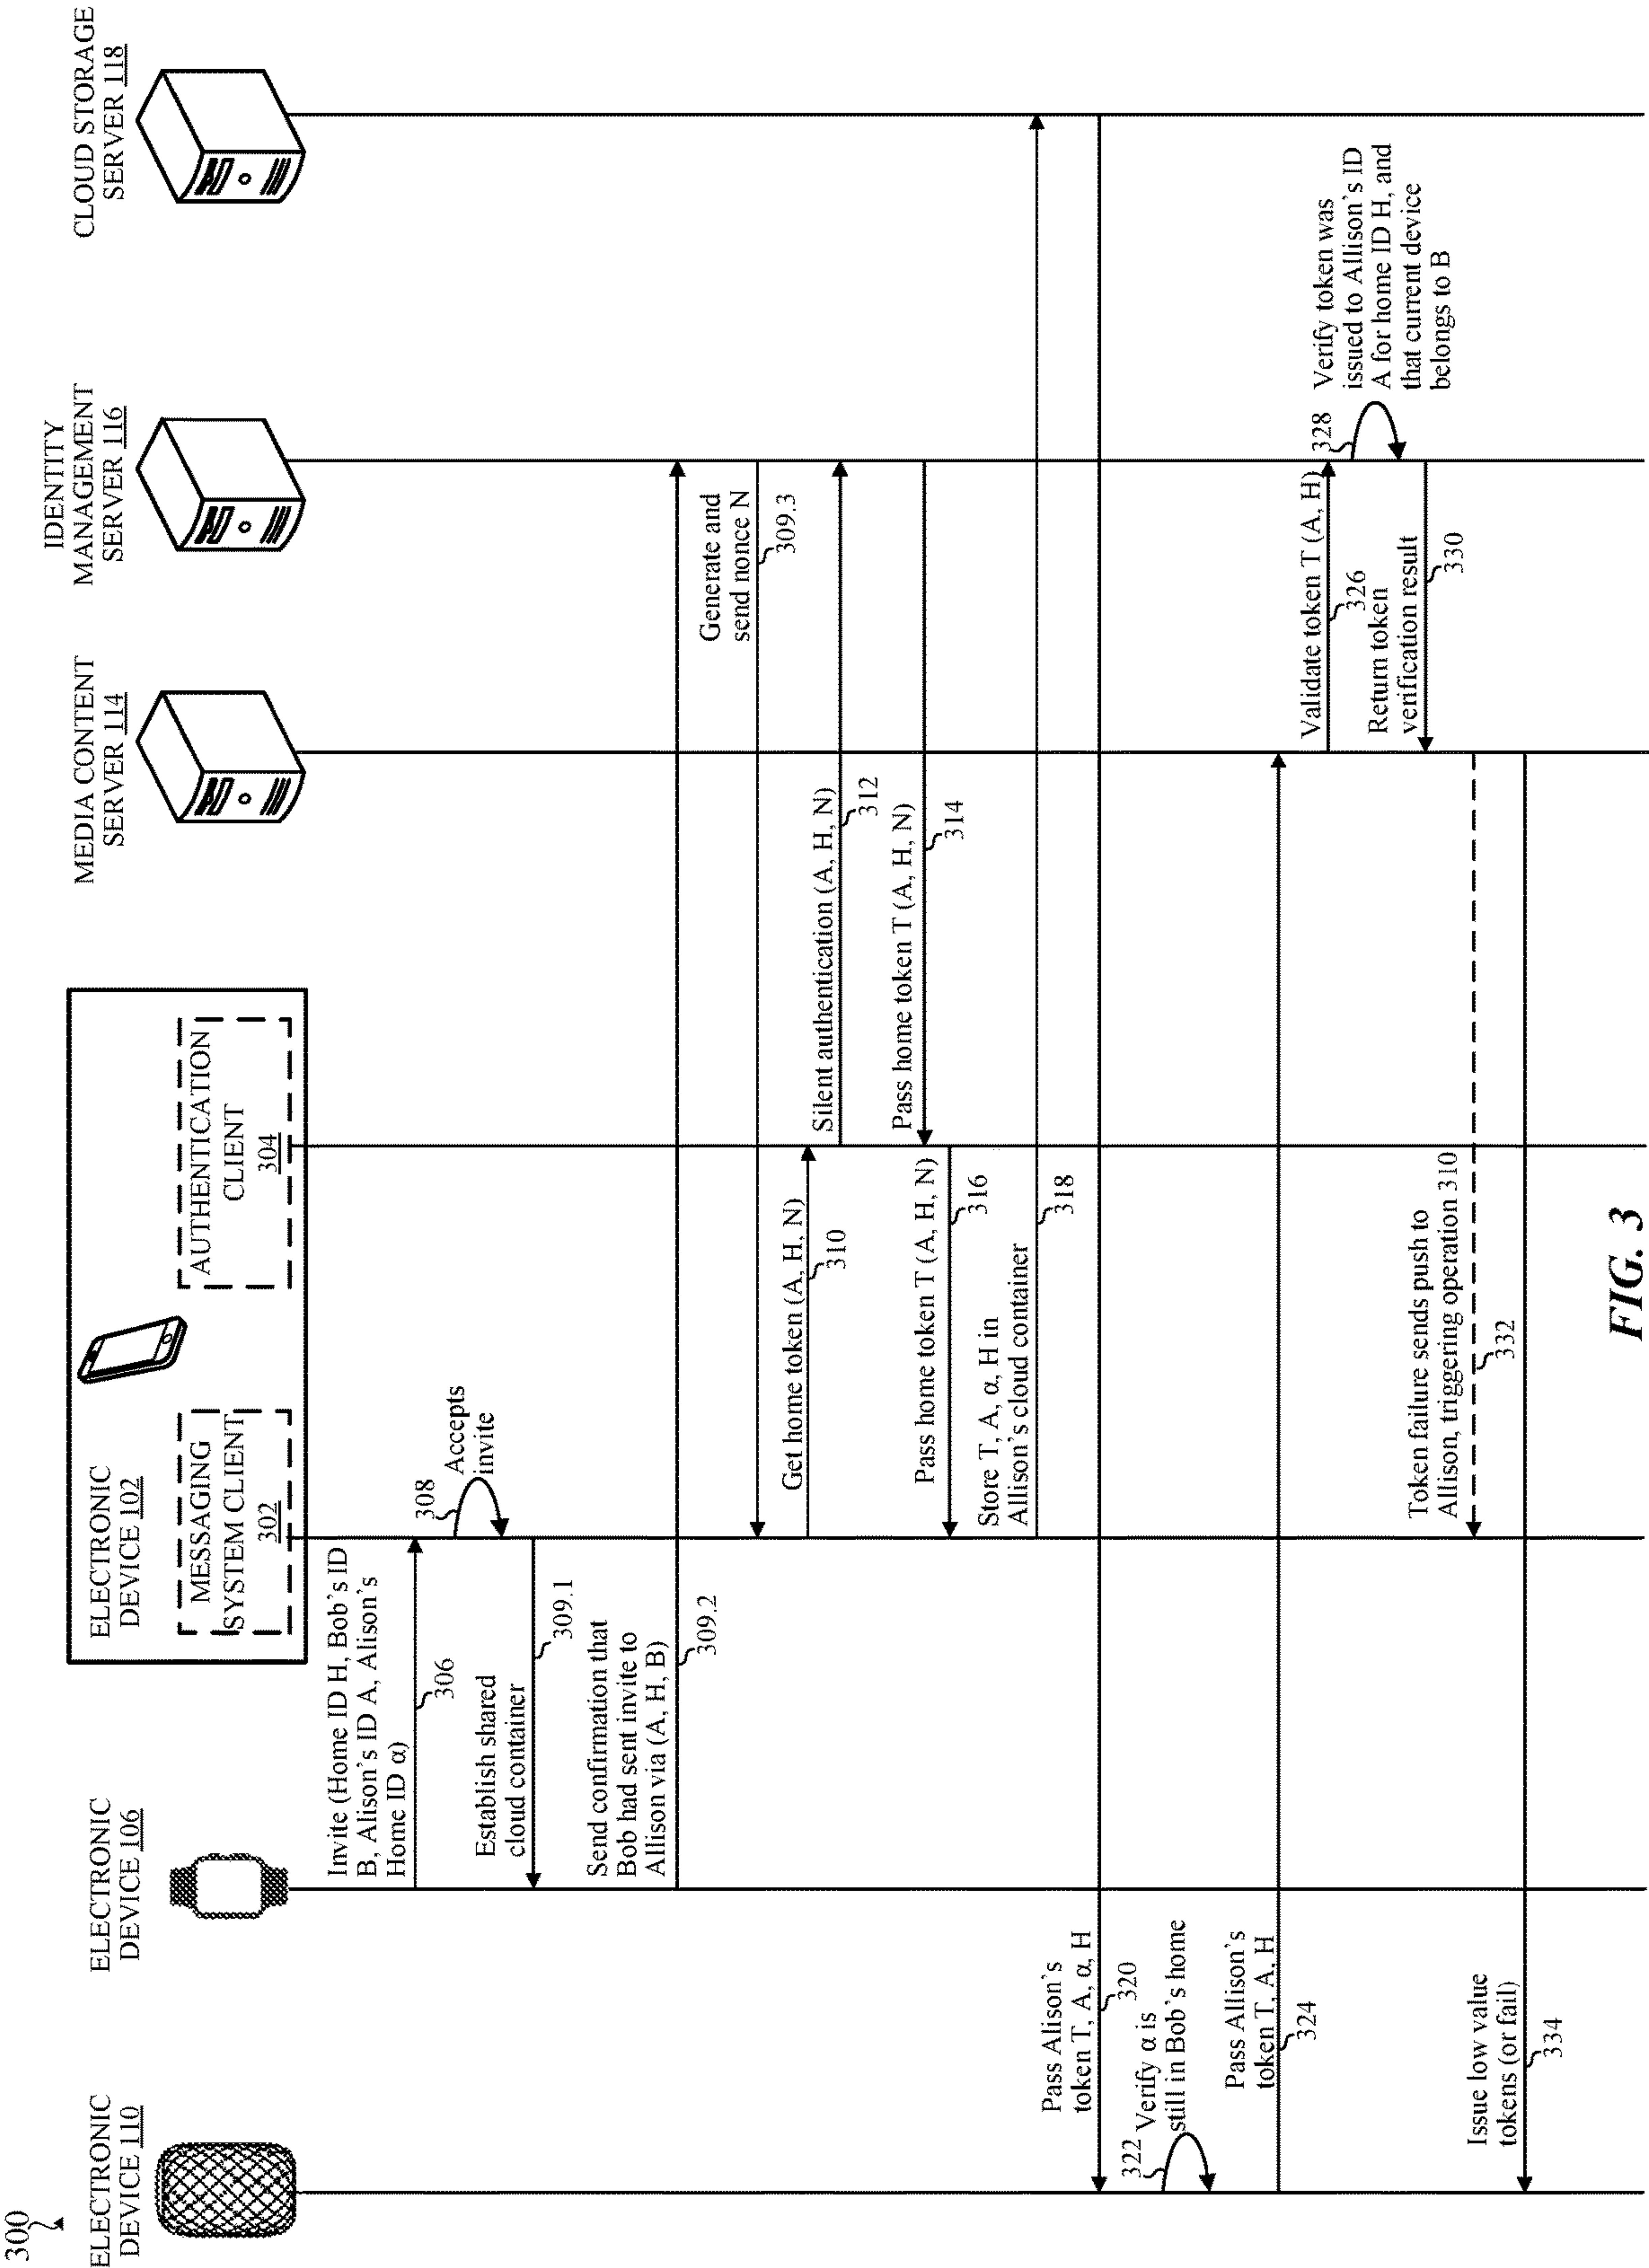 300
ELECTRONIC
DEVICE 110
ELECTRONIC
DEVICE 106
ELECTRONIC
DEVICE 102
MESSAGING
SYSTEM CLIENT
302
AUTHENTICATION
CLIENT
304
MEDIA CONTENT
SERVER 114
IDENTITY
MANAGEMENT
SERVER 116
CLOUD STORAGE
SERVER 118
Invite (Home ID H, Bob's ID
B, Alison's ID A, Alison's
Home ID α)
306
308
Accepts
invite
Establish shared
cloud container
309.1
Send confirmation that
Bob had sent invite to
Allison via (A, H, B)
309.2
Generate and
send nonce N
309.3
Get home token (A, H, N)
310
Silent authentication (A, H, N)
312
Pass home token T (A, H, N)
314
Pass home token T (A, H, N)
316
Store T, A, α, H in
Allison's cloud container
318
Pass Alison's
token T, A, α, H
320
322
Verify α is
still in Bob's home
Pass Allison's
token T, A, H
324
Validate token T (A, H)
326
328
Verify token was
issued to Allison's ID
A for home ID H, and
that current device
belongs to B
Return token
verification result
330
Token failure sends push to
Allison, triggering operation 310
332
Issue low value
tokens (or fail)
334
FIG. 3